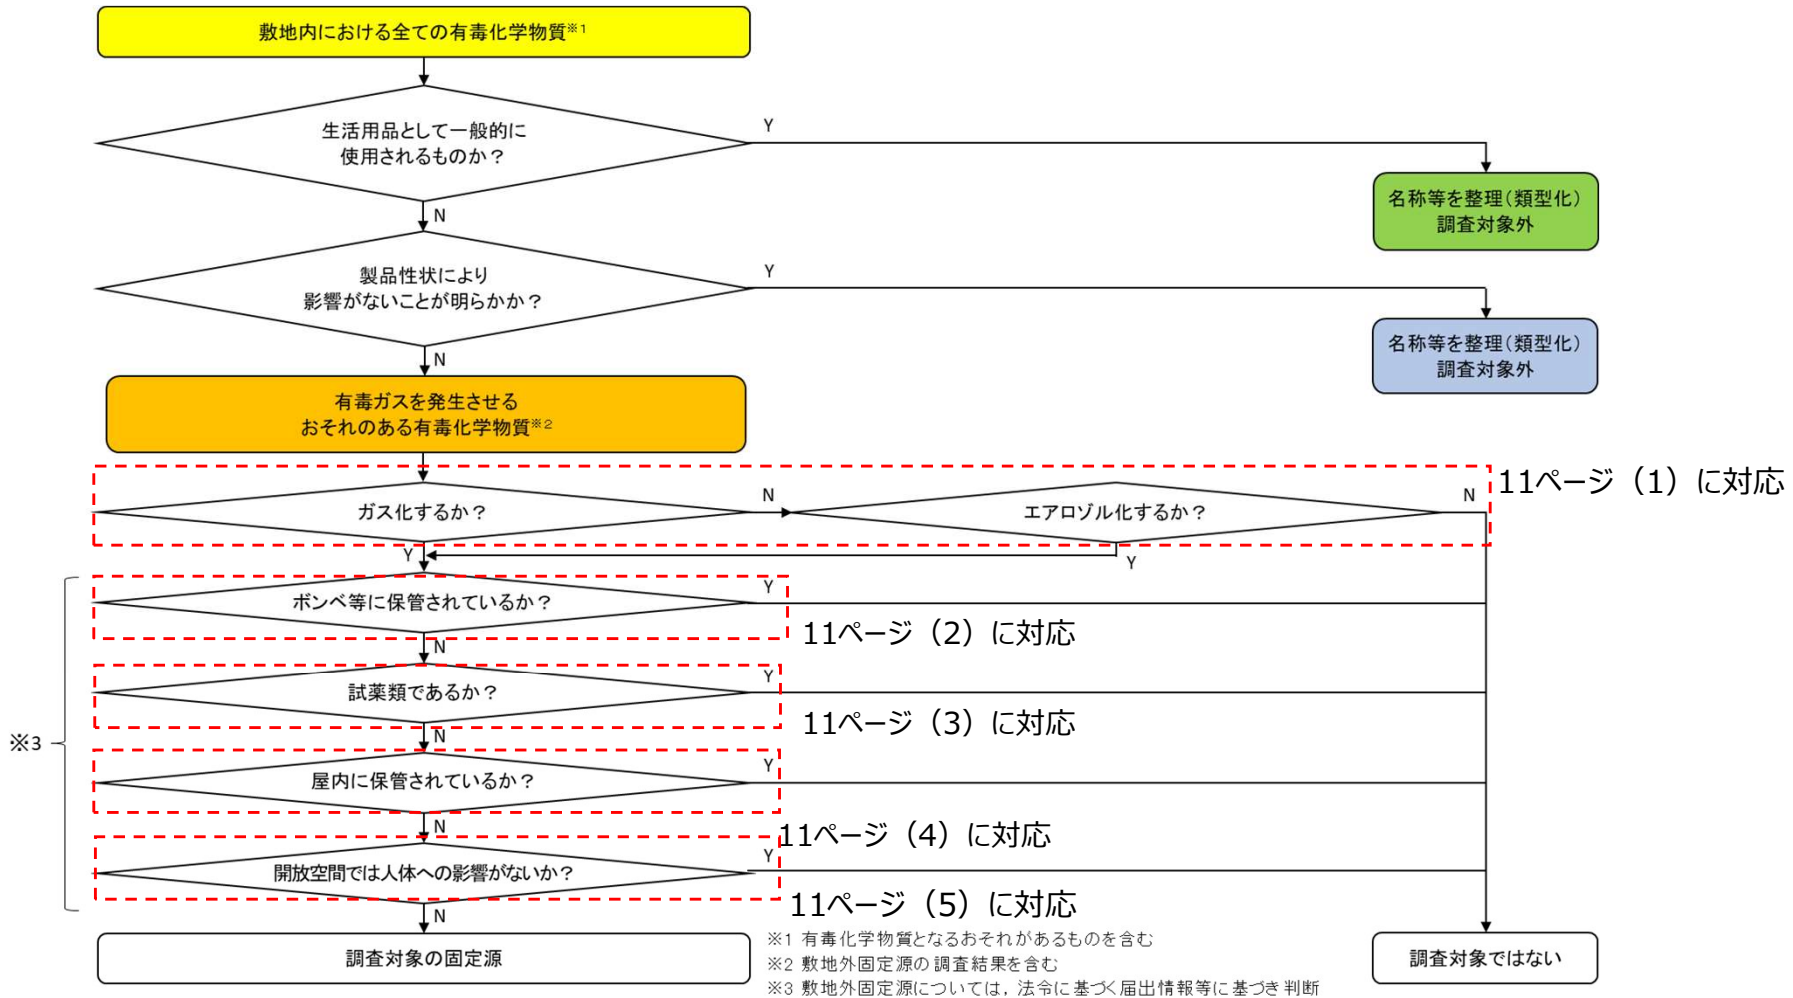 敷地内における全ての有毒化学物質※1
生活用品として一般的に
使用されるものか？
Y
名称等を整理(類型化)
調査対象外
N
製品性状により
影響がないことが明らかか？
Y
名称等を整理(類型化)
調査対象外
N
有毒ガスを発生させる
おそれのある有毒化学物質※2
11ページ（1）に対応
ガス化するか？
N
エアロゾル化するか？
N
Y
Y
ボンベ等に保管されているか？
Y
11ページ（2）に対応
N
試薬類であるか？
Y
11ページ（3）に対応
N
※3
屋内に保管されているか？
Y
11ページ（4）に対応
N
開放空間では人体への影響がないか？
Y
11ページ（5）に対応
N
調査対象の固定源
調査対象ではない
※1 有毒化学物質となるおそれがあるものを含む
※2 敷地外固定源の調査結果を含む
※3 敷地外固定源については，法令に基づく届出情報等に基づき判断